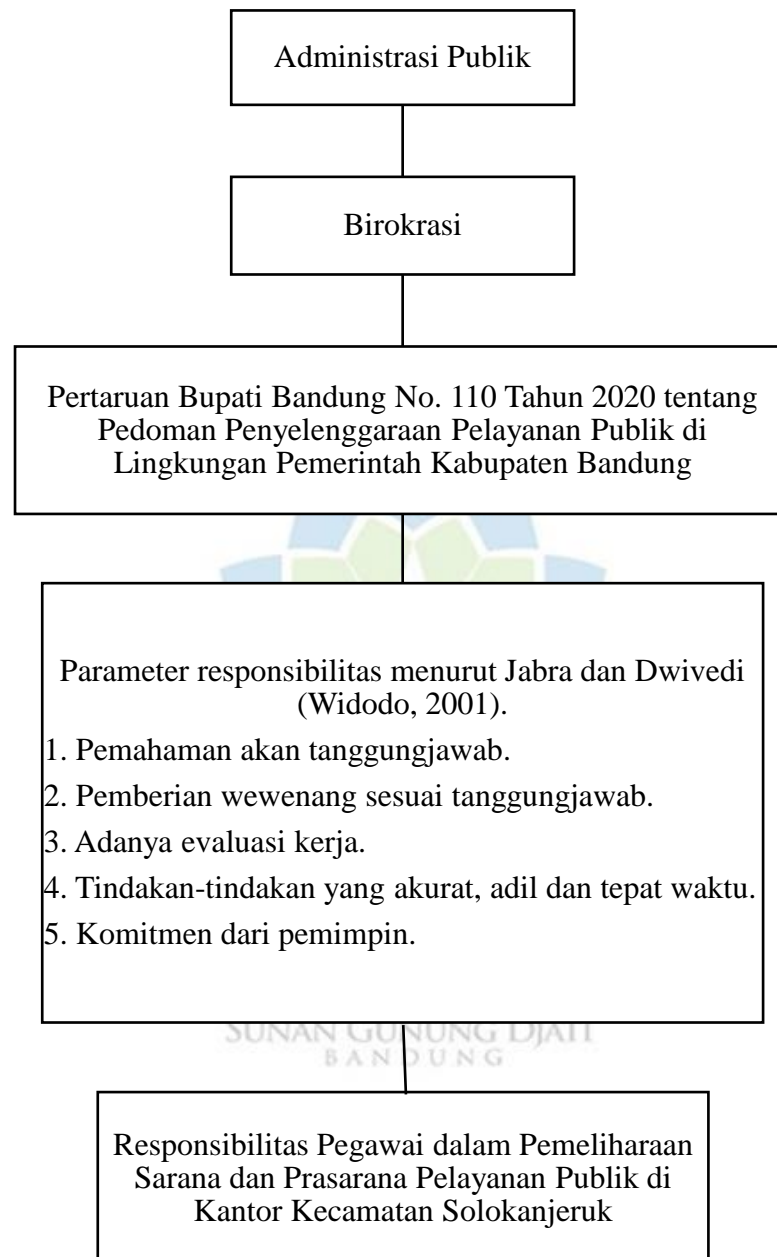 Administrasi Publik
Birokrasi
Pertaruan Bupati Bandung No. 110 Tahun 2020 tentang
Pedoman Penyelenggaraan Pelayanan Publik di
Lingkungan Pemerintah Kabupaten Bandung
Parameter responsibilitas menurut Jabra dan Dwivedi
(Widodo, 2001).
1. Pemahaman akan tanggungjawab.
2. Pemberian wewenang sesuai tanggungjawab.
3. Adanya evaluasi kerja.
4. Tindakan-tindakan yang akurat, adil dan tepat waktu.
5. Komitmen dari pemimpin.
SUNAN GUNUNG DJATI
BANDUNG
Responsibilitas Pegawai dalam Pemeliharaan
Sarana dan Prasarana Pelayanan Publik di
Kantor Kecamatan Solokanjeruk